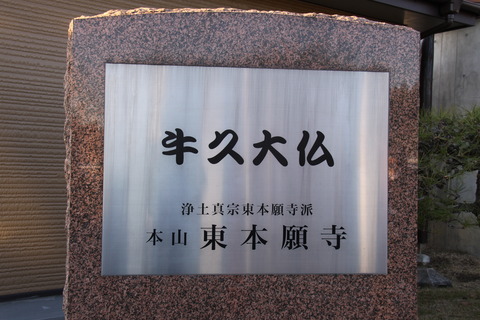 牛久大仏
浄土真宗東本願寺派
本山 東本願寺